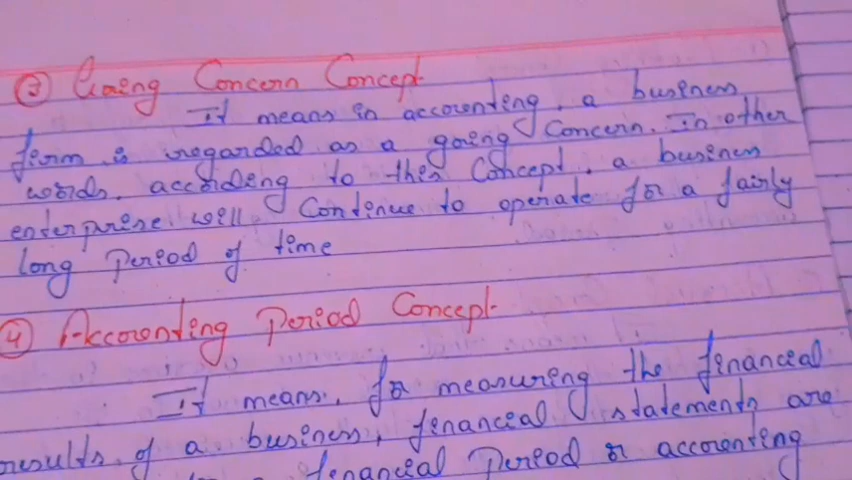 ③ Going Concern Concept
It means in accounting, a business
firm is regarded as a going concern. In other
words, according to this Concept, a business
enterprise will Continue to operate for a fairly
long Period of time
④ Accounting Period Concept
It means, for measuring the financial
results of a business, financial statements are
financial Period or accounting